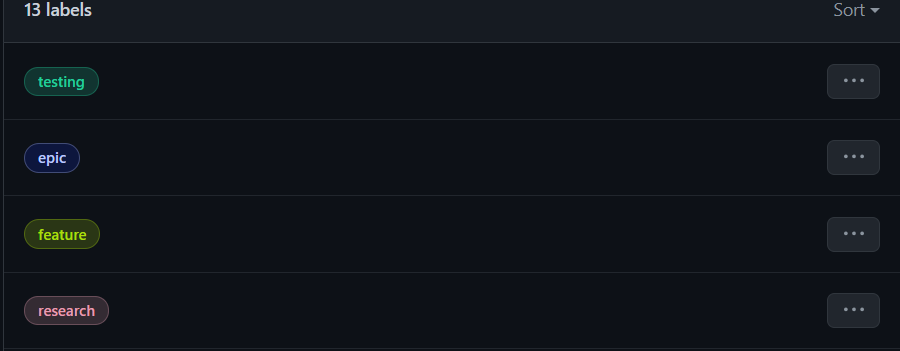 13 labels Sort
testing
epic
feature
research